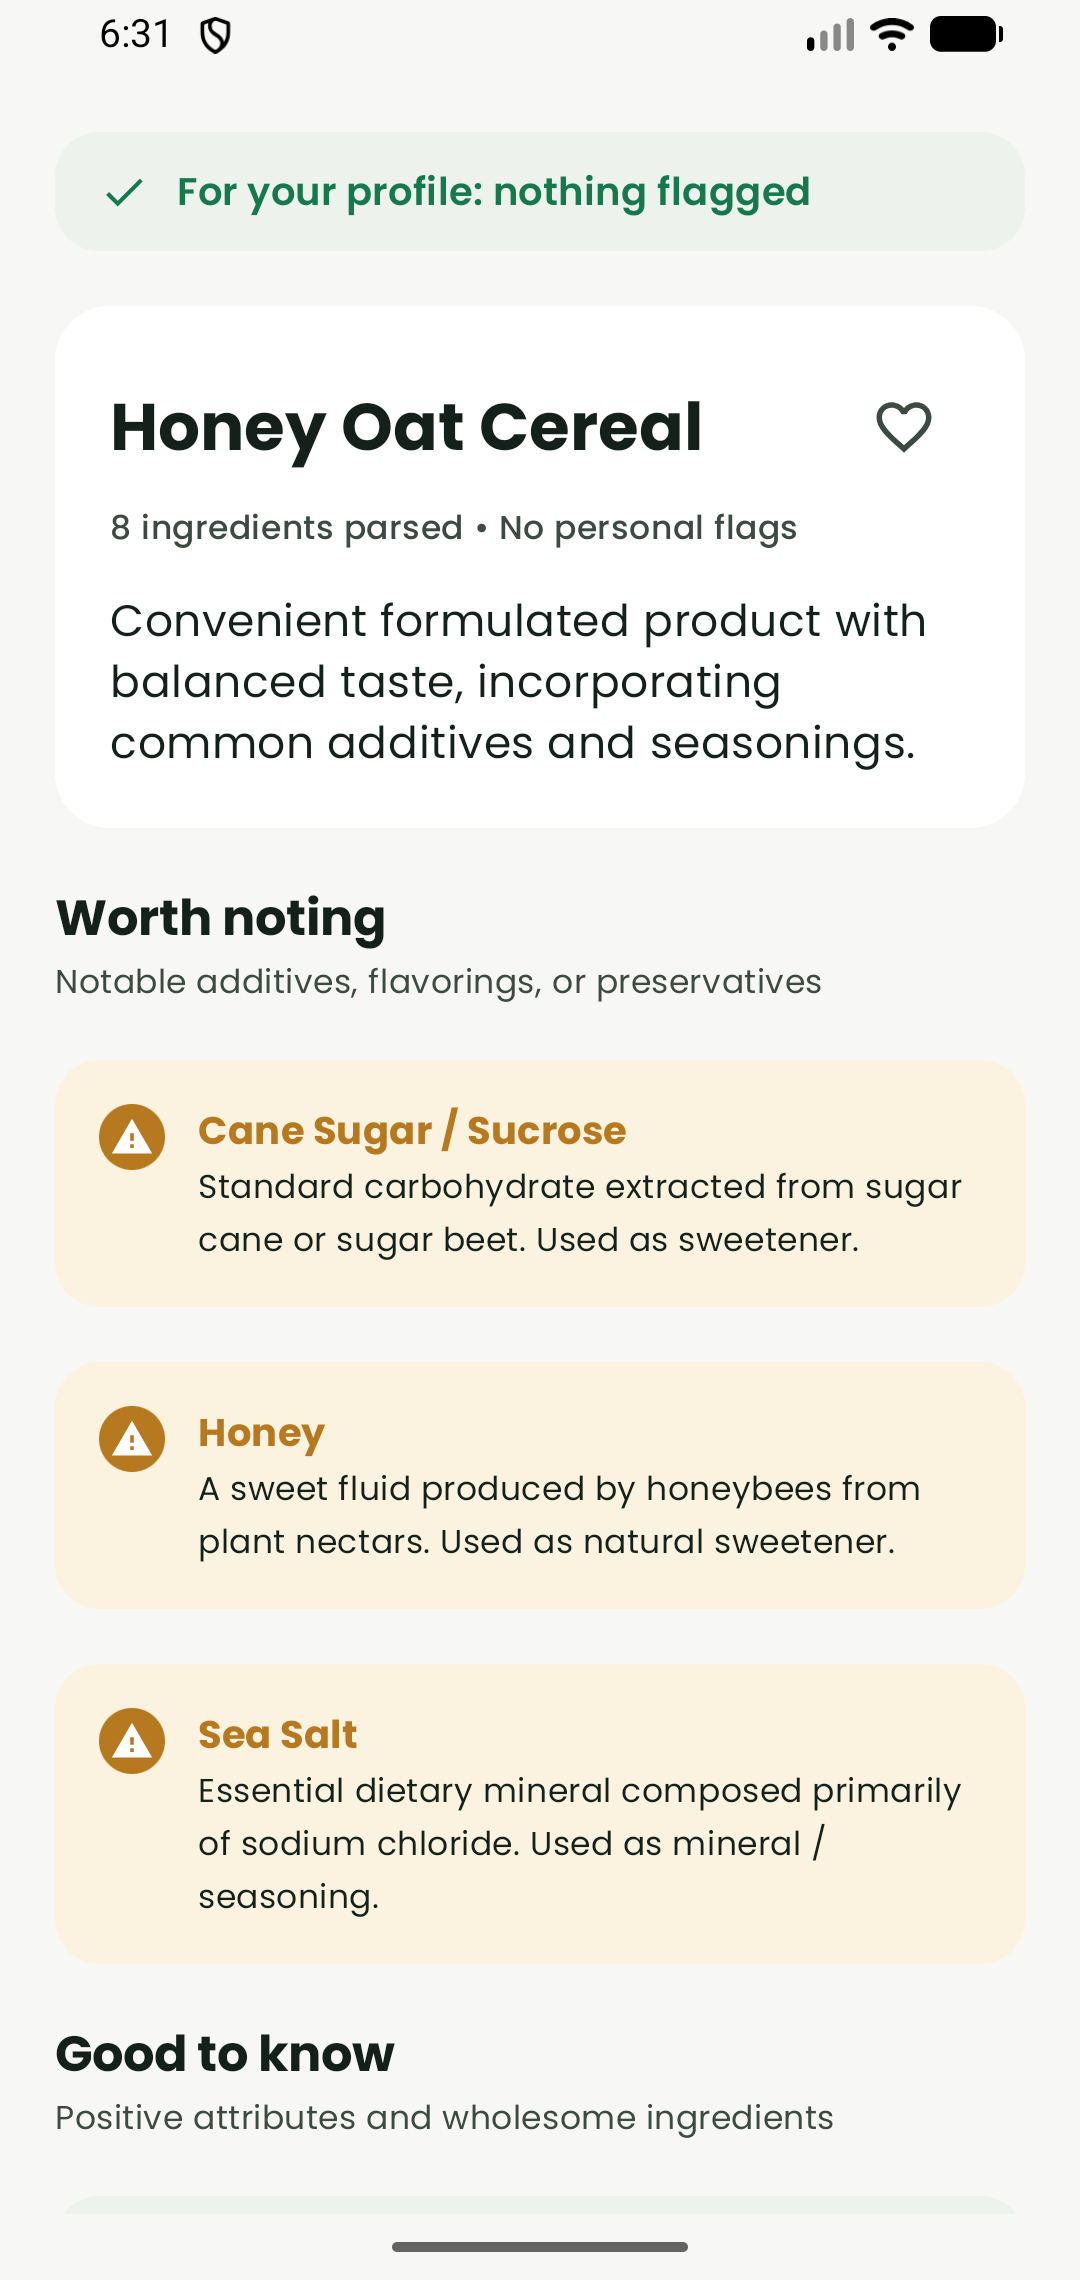 6:31
For your profile: nothing flagged
Honey Oat Cereal
8 ingredients parsed • No personal flags
Convenient formulated product with
balanced taste, incorporating
common additives and seasonings.
Worth noting
Notable additives, flavorings, or preservatives
Cane Sugar / Sucrose
Standard carbohydrate extracted from sugar
cane or sugar beet. Used as sweetener.
Honey
A sweet fluid produced by honeybees from
plant nectars. Used as natural sweetener.
Sea Salt
Essential dietary mineral composed primarily
of sodium chloride. Used as mineral /
seasoning.
Good to know
Positive attributes and wholesome ingredients